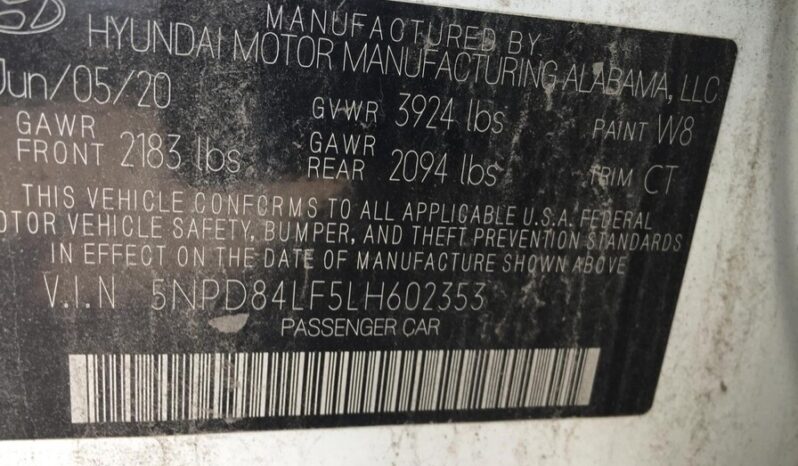 MANUFACTURED BY
HYUNDAI MOTOR MANUFACTURING ALABAMA, LLC
Jun/05/20 GVWR 3924 lbs PAINT W8
GAWR FRONT 2183 lbs GAWR REAR 2094 lbs TRIM CT
THIS VEHICLE CONFORMS TO ALL APPLICABLE U.S.A. FEDERAL
OTOR VEHICLE SAFETY, BUMPER, AND THEFT PREVENTION STANDARDS
IN EFFECT ON THE DATE OF MANUFACTURE SHOWN ABOVE
V.I.N 5NPD84LF5LH602353
PASSENGER CAR